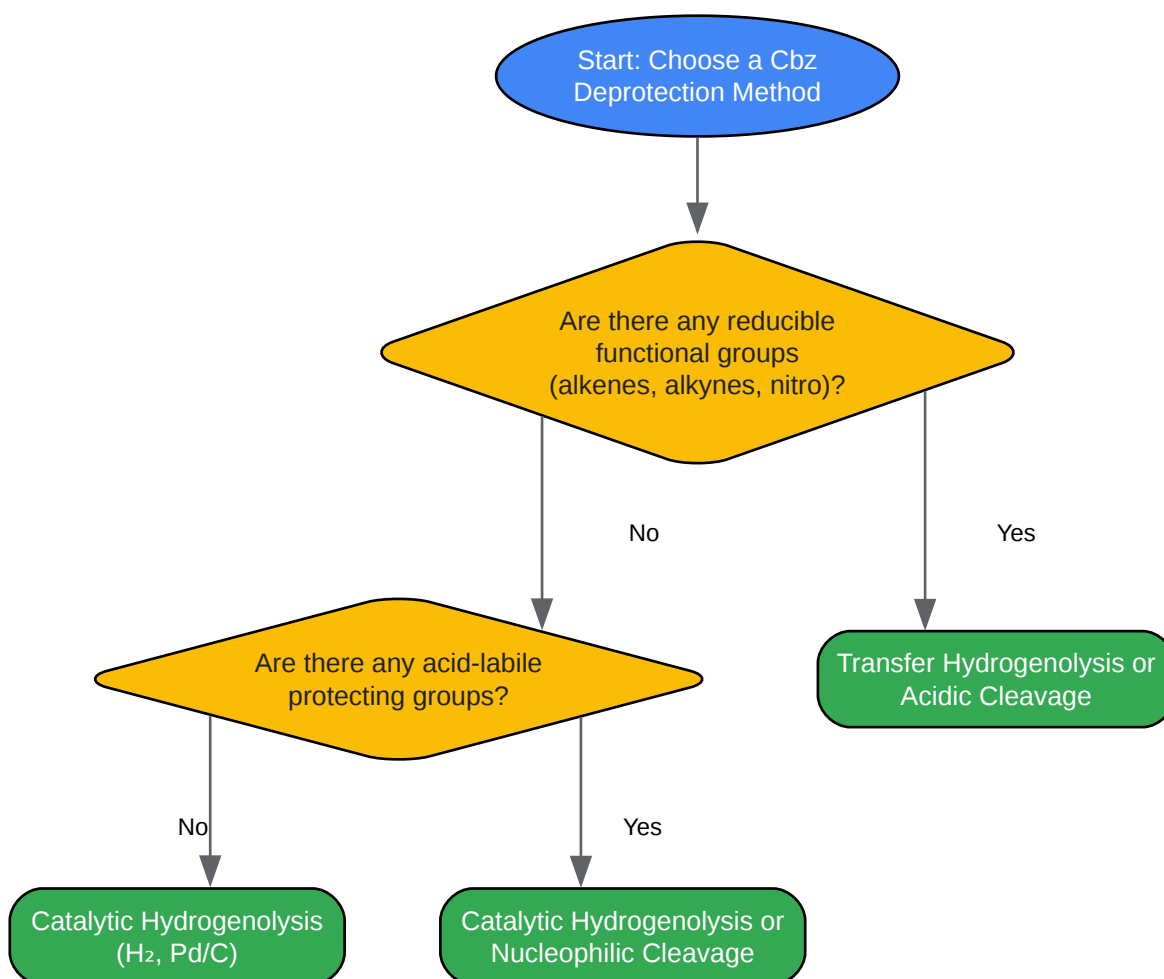 Start: Choose a Cbz
Deprotection Method
Are there any reducible
functional groups
(alkenes, alkynes, nitro)?
No
Yes
Are there any acid-labile
protecting groups?
Transfer Hydrogenolysis or
Acidic Cleavage
No
Yes
Catalytic Hydrogenolysis
(H₂, Pd/C)
Catalytic Hydrogenolysis or
Nucleophilic Cleavage